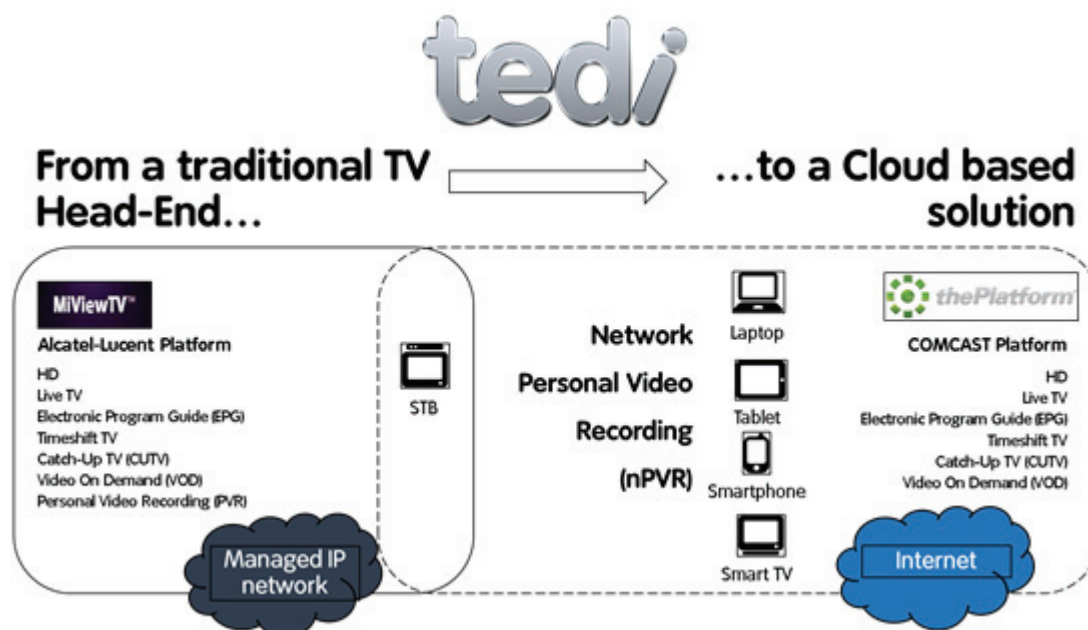 tedi
From a traditional TV
Head-End...
...to a Cloud based
solution
MiViewTV™
Alcatel-Lucent Platform
HD
Live TV
Electronic Program Guide (EPG)
Timeshift TV
Catch-Up TV (CUTV)
Video On Demand (VOD)
Personal Video Recording (PVR)
Managed IP
network
STB
Network
Personal Video
Recording
(nPVR)
Laptop
Tablet
Smartphone
Smart TV
thePlatform
COMCAST Platform
HD
Live TV
Electronic Program Guide (EPG)
Timeshift TV
Catch-Up TV (CUTV)
Video On Demand (VOD)
Internet